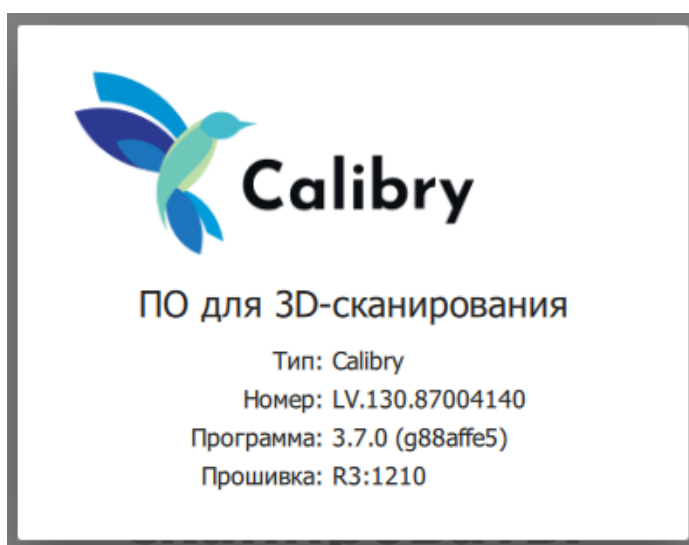 Calibry
ПО для 3D-сканирования
Тип: Calibry
Номер: LV.130.87004140
Программа: 3.7.0 (g88affe5)
Прошивка: R3:1210